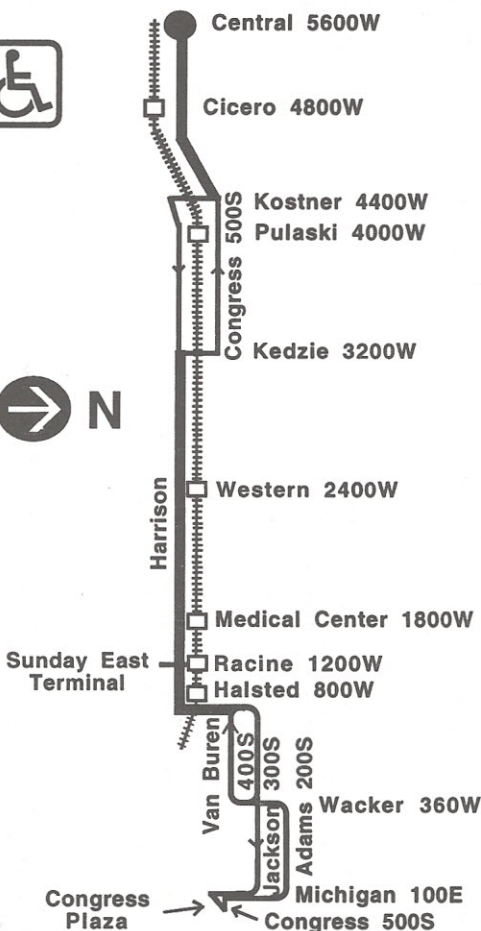 Central 5600W
Cicero 4800W
Kostner 4400W
Congress 500S
Pulaski 4000W
Kedzie 3200W
N
Harrison
Western 2400W
Medical Center 1800W
Sunday East
Terminal
Racine 1200W
Halsted 800W
Van Buren
400S
Jackson 300S
Adams 200S
Wacker 360W
Michigan 100E
Congress
Plaza
Congress 500S